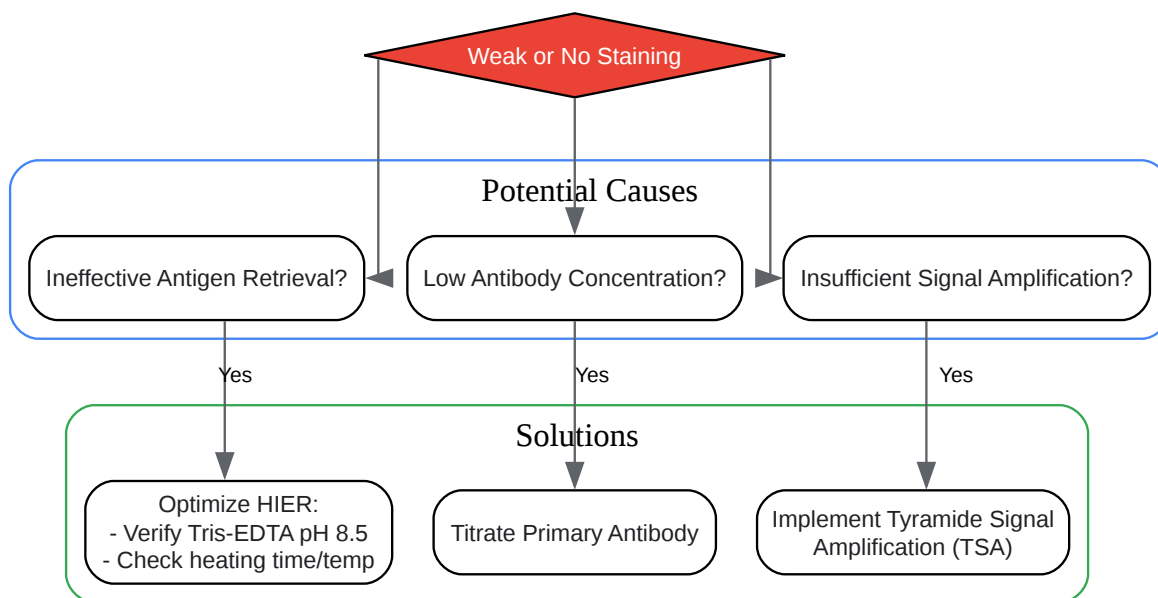 Weak or No Staining
Potential Causes
Ineffective Antigen Retrieval?
Low Antibody Concentration?
Insufficient Signal Amplification?
Yes
Yes
Yes
Solutions
Optimize HIER:
- Verify Tris-EDTA pH 8.5
- Check heating time/temp
Titrate Primary Antibody
Implement Tyramide Signal
Amplification (TSA)